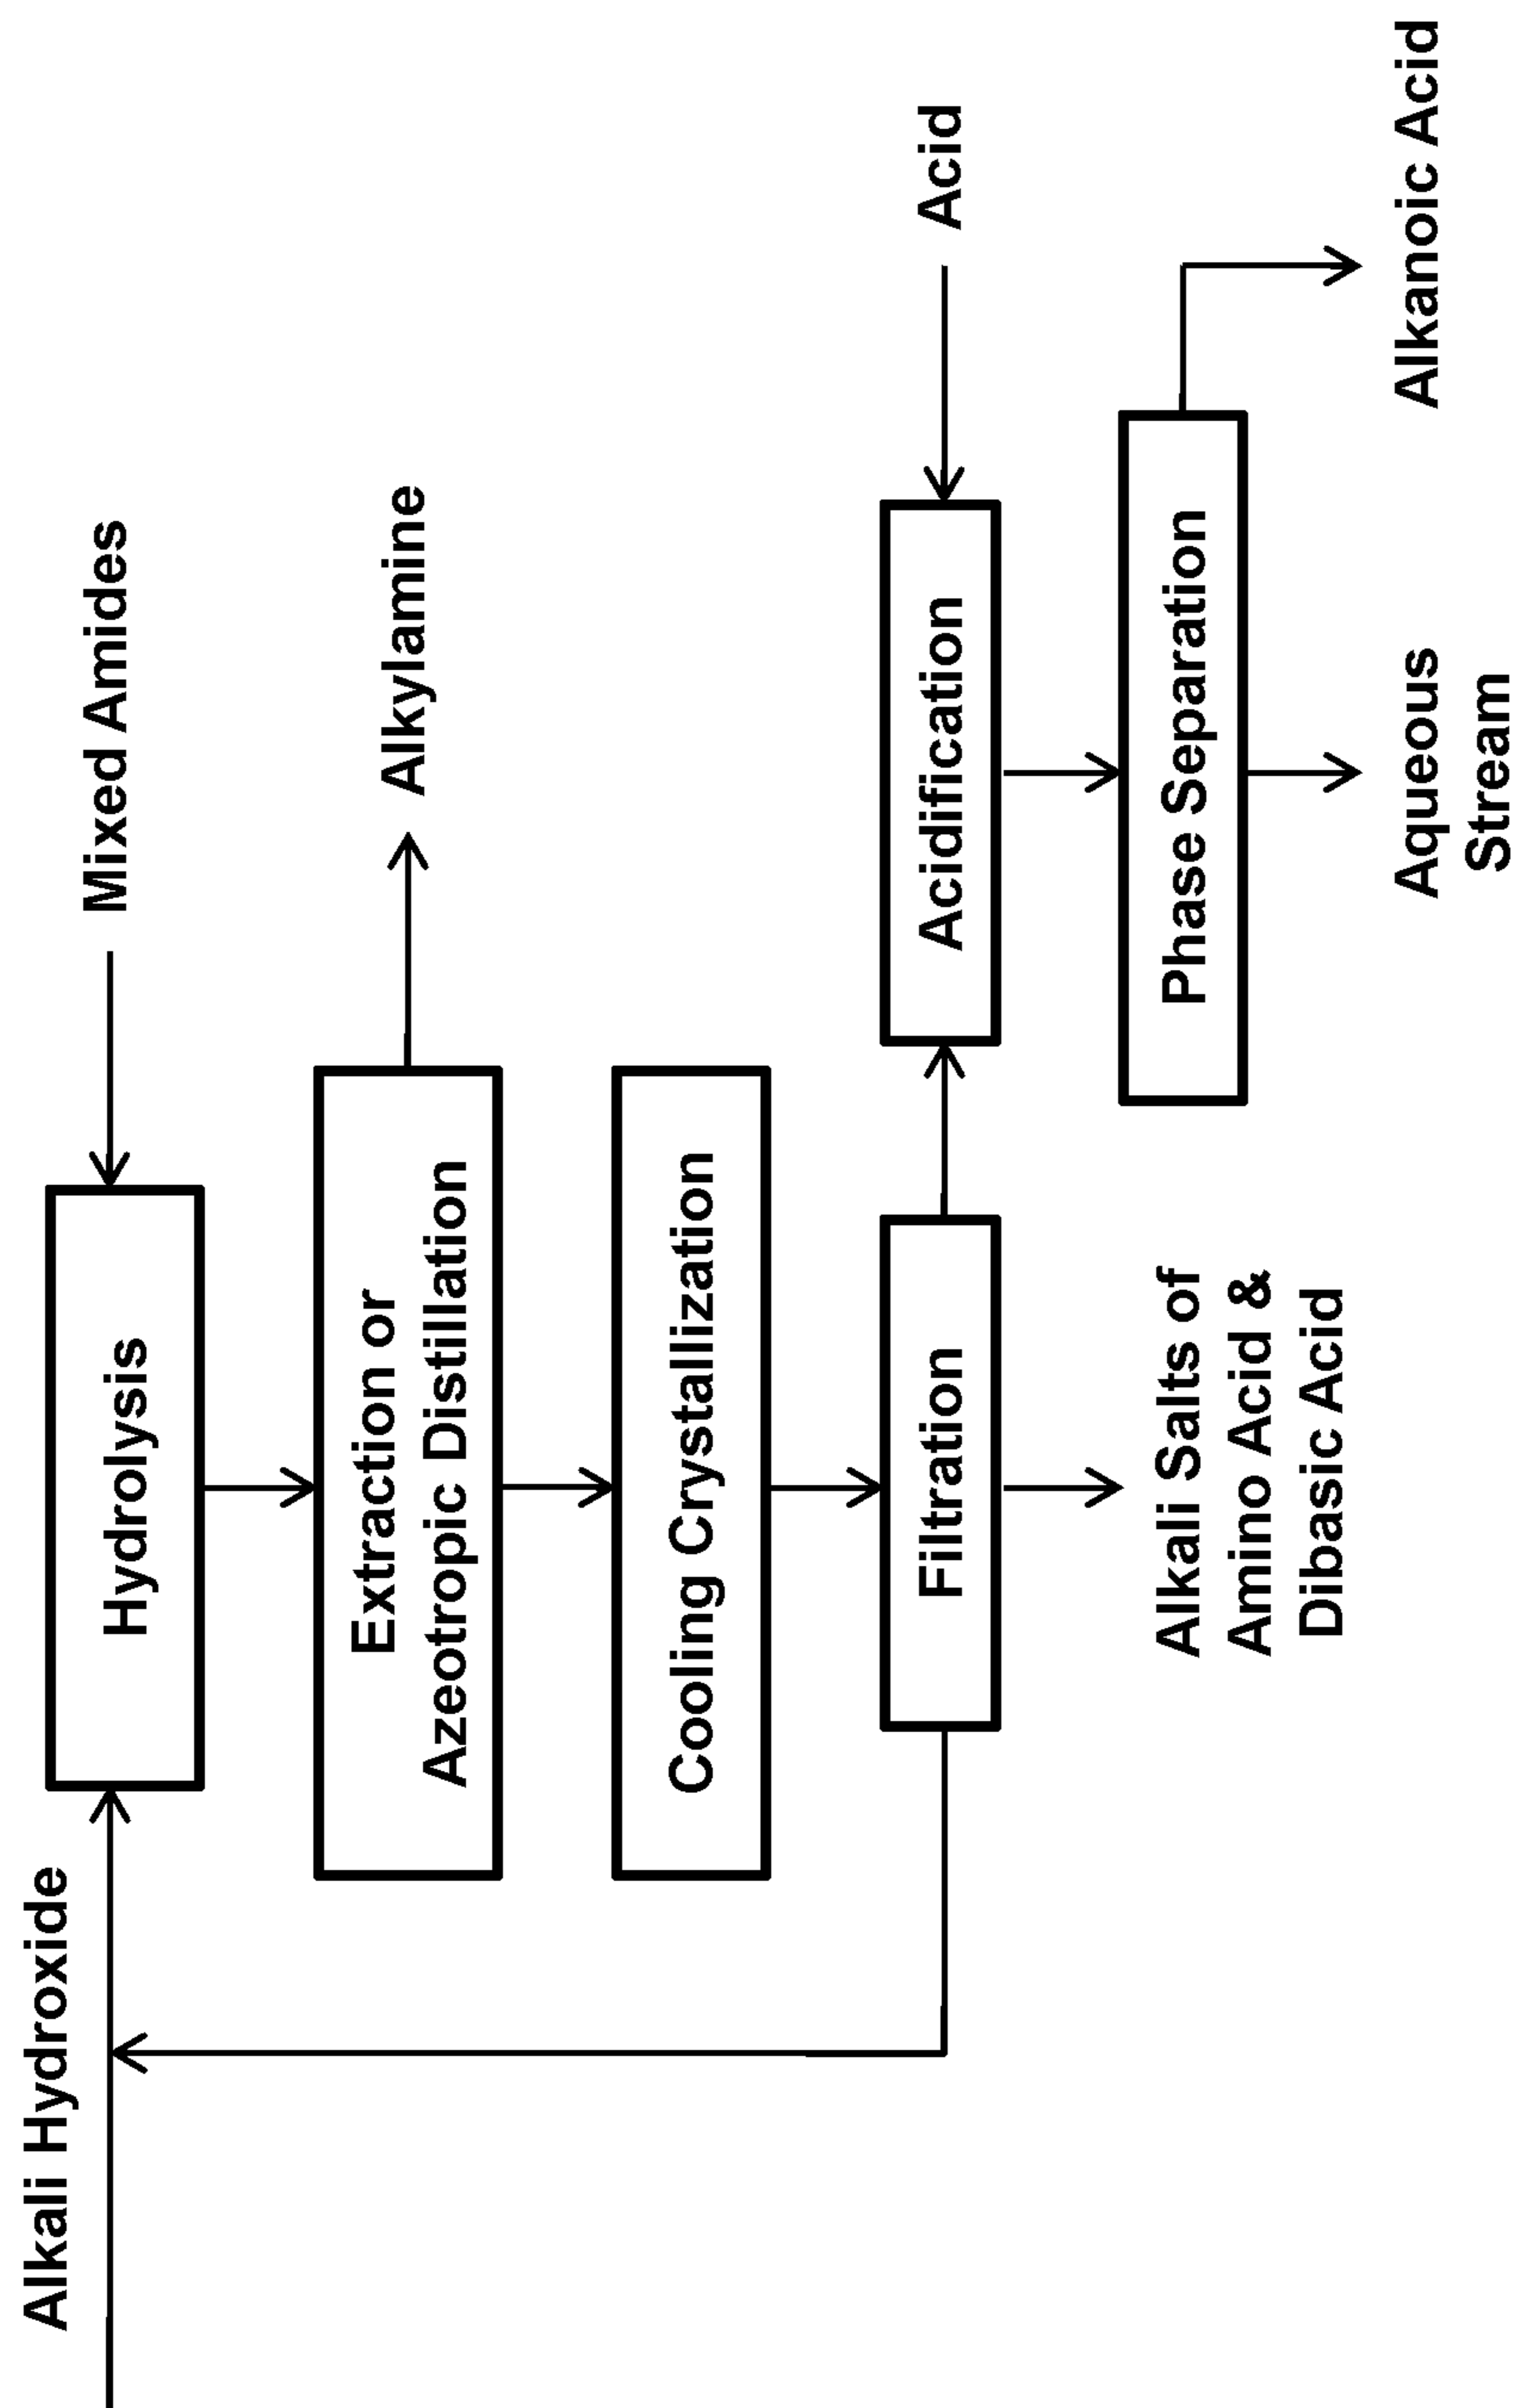 Alkali Hydroxide
Hydrolysis
Mixed Amides
Extraction or
Azeotropic Distillation
Alkylamine
Cooling Crystallization
Filtration
Acidification
Acid
Alkali Salts of
Amino Acid &
Dibasic Acid
Phase Separation
Aqueous
Stream
Alkanoic Acid